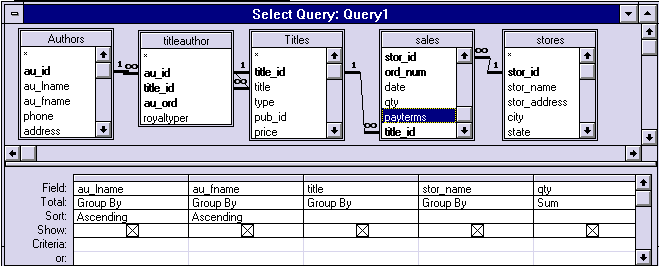 Select Query: Query1
Authors
*
au_id
au_lname
au_fname
phone
address
titleauthor
*
au_id
title_id
au_ord
royaltyper
Titles
*
title_id
title
type
pub_id
price
sales
stor_id
ord_num
date
qty
payterms
title_id
stores
*
stor_id
stor_name
stor_address
city
state
1 ∞ 1 ∞ 1 ∞ ∞ 1
Field: au_lname au_fname title stor_name qty
Total: Group By Group By Group By Group By Sum
Sort: Ascending Ascending
Show:
Criteria:
or: